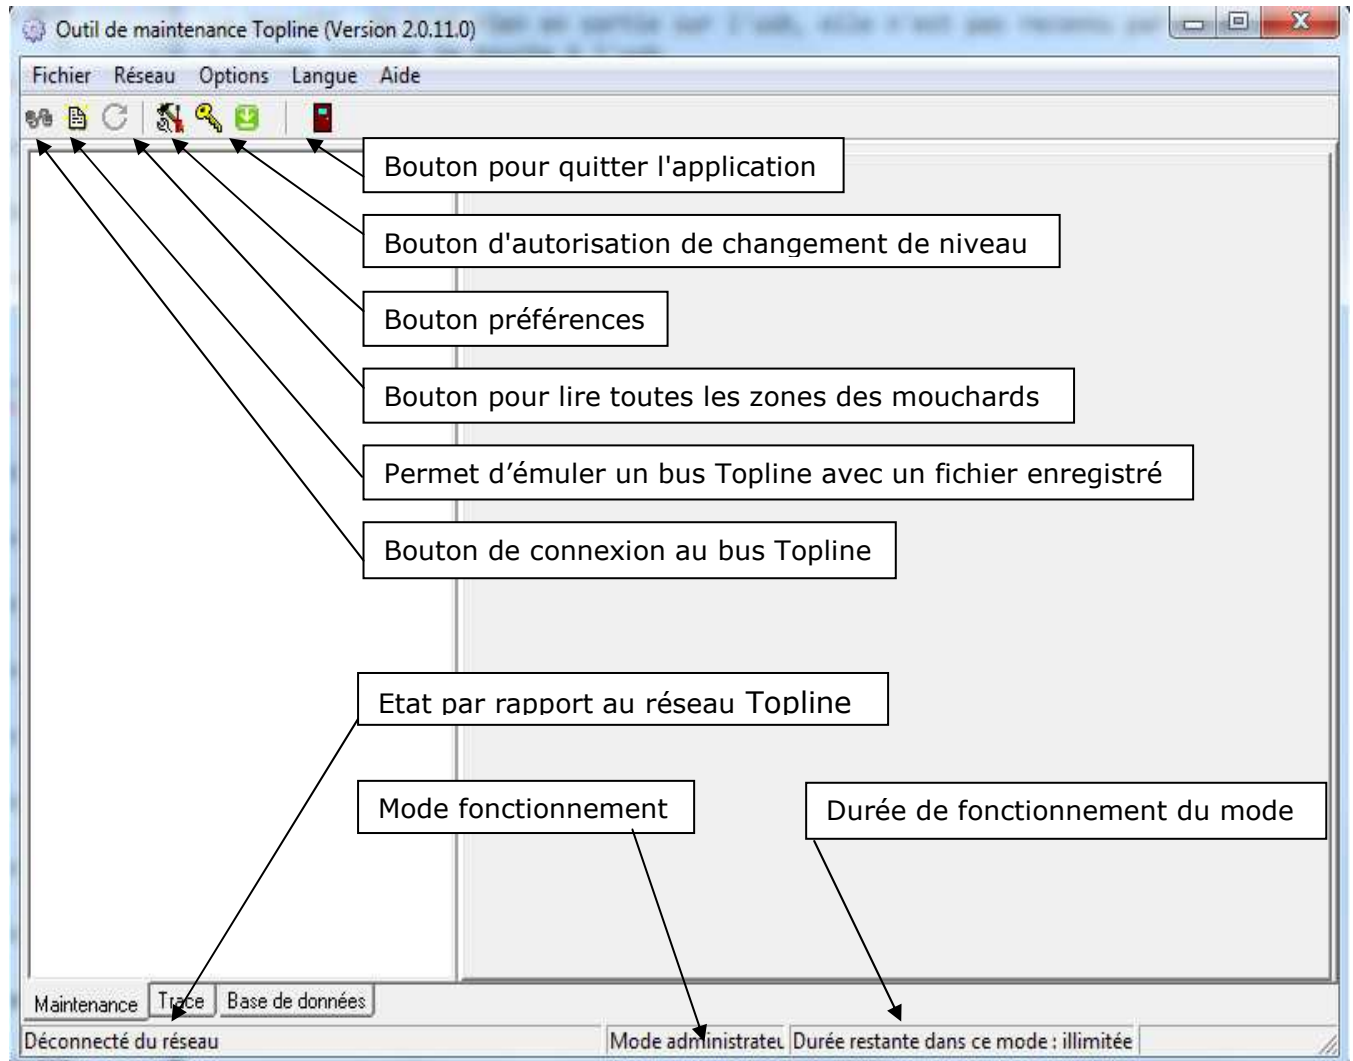 Outil de maintenance Topline (Version 2.0.11.0)
Fichier Réseau Options Langue Aide
Bouton pour quitter l'application
Bouton d'autorisation de changement de niveau
Bouton préférences
Bouton pour lire toutes les zones des mouchards
Permet d’émuler un bus Topline avec un fichier enregistré
Bouton de connexion au bus Topline
Etat par rapport au réseau Topline
Mode fonctionnement
Durée de fonctionnement du mode
Maintenance Trace Base de données
Déconnecté du réseau Mode administrateu Durée restante dans ce mode : illimitée